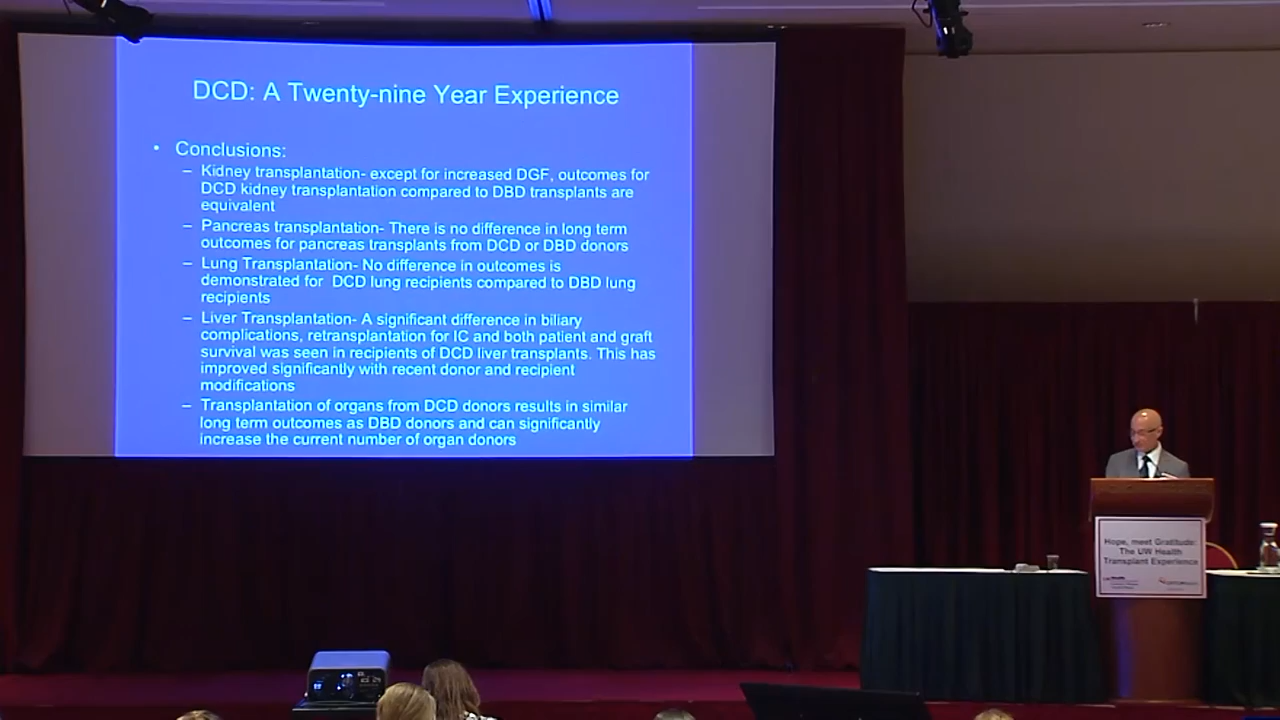 DCD: A Twenty-nine Year Experience
• Conclusions:
– Kidney transplantation- except for increased DGF, outcomes for
DCD kidney transplantation compared to DBD transplants are
equivalent
– Pancreas transplantation- There is no difference in long term
outcomes for pancreas transplants from DCD or DBD donors
– Lung Transplantation- No difference in outcomes is
demonstrated for DCD lung recipients compared to DBD lung
recipients
– Liver Transplantation- A significant difference in biliary
complications, retransplantation for IC and both patient and graft
survival was seen in recipients of DCD liver transplants. This has
improved significantly with recent donor and recipient
modifications
– Transplantation of organs from DCD donors results in similar
long term outcomes as DBD donors and can significantly
increase the current number of organ donors
Hope, meet Gratitude:
The UW Health
Transplant Experience